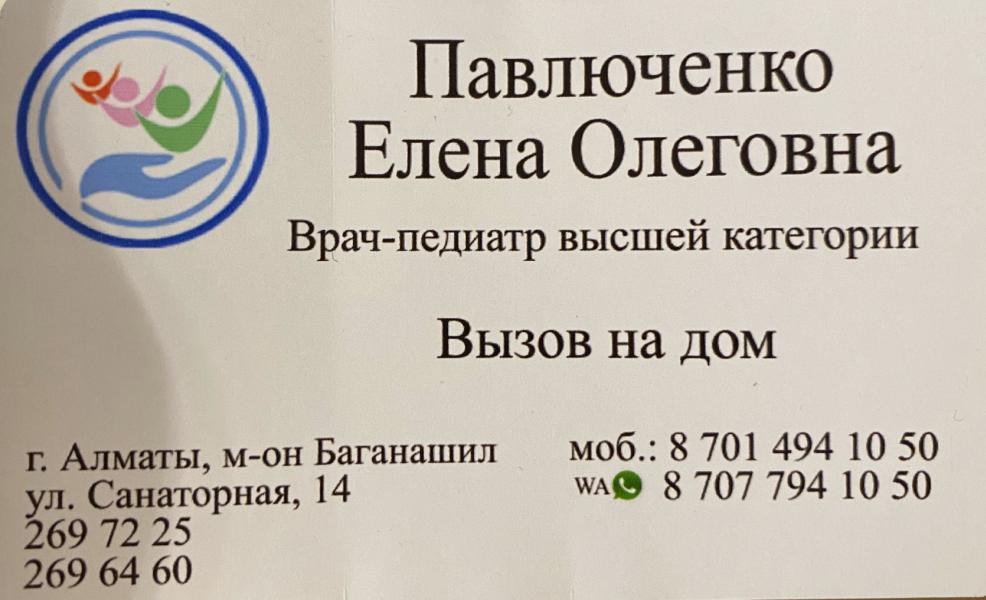 Павлюченко
Елена Олеговна
Врач-педиатр высшей категории
Вызов на дом
г. Алматы, м-он Баганашил
ул. Санаторная, 14
269 72 25
269 64 60
моб.: 8 701 494 10 50
WA 8 707 794 10 50